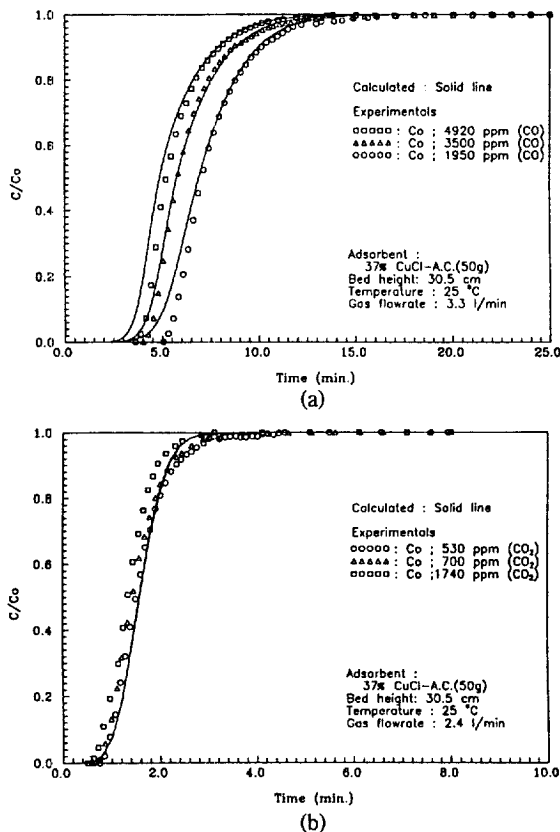 1.0
0.8
0.6
0.4
0.2
0.0
C/Co
Calculated : Solid line
Experimentals
□□□□□ : Co ; 4920 ppm (CO)
△△△△△ : Co ; 3500 ppm (CO)
○○○○○ : Co ; 1950 ppm (CO)
Adsorbent :
37% CuCl-A.C.(50g)
Bed height: 30.5 cm
Temperature : 25 °C
Gas flowrate : 3.3 l/min
0.0 5.0 10.0 15.0 20.0 25.0
Time (min.)
(a)
1.0
0.8
0.6
0.4
0.2
0.0
C/Co
Calculated : Solid line
Experimentals
○○○○○ : Co ; 530 ppm (CO₂)
△△△△△ : Co ; 700 ppm (CO₂)
□□□□□ : Co ;1740 ppm (CO₂)
Adsorbent :
37% CuCl-A.C.(50g)
Bed height: 30.5 cm
Temperature : 25 °C
Gas flowrate : 2.4 l/min
0.0 2.0 4.0 6.0 8.0 10.0
Time (min.)
(b)